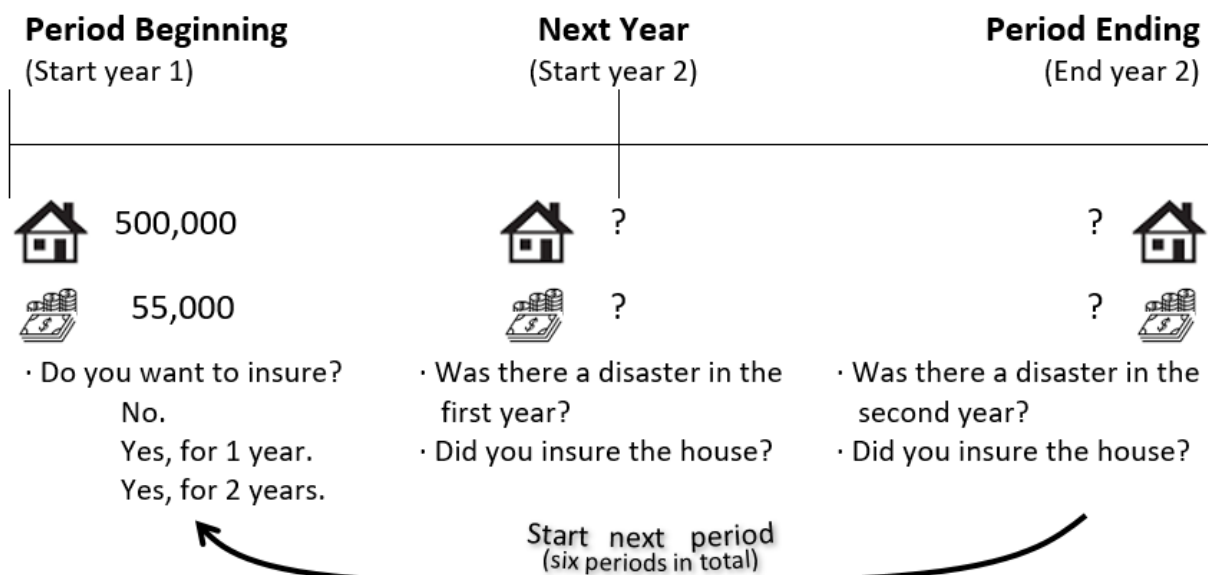 Period Beginning
(Start year 1)
Next Year
(Start year 2)
Period Ending
(End year 2)
500,000
?
?
55,000
?
?
· Do you want to insure?
No.
Yes, for 1 year.
Yes, for 2 years.
· Was there a disaster in the
first year?
· Did you insure the house?
· Was there a disaster in the
second year?
· Did you insure the house?
Start next period
(six periods in total)